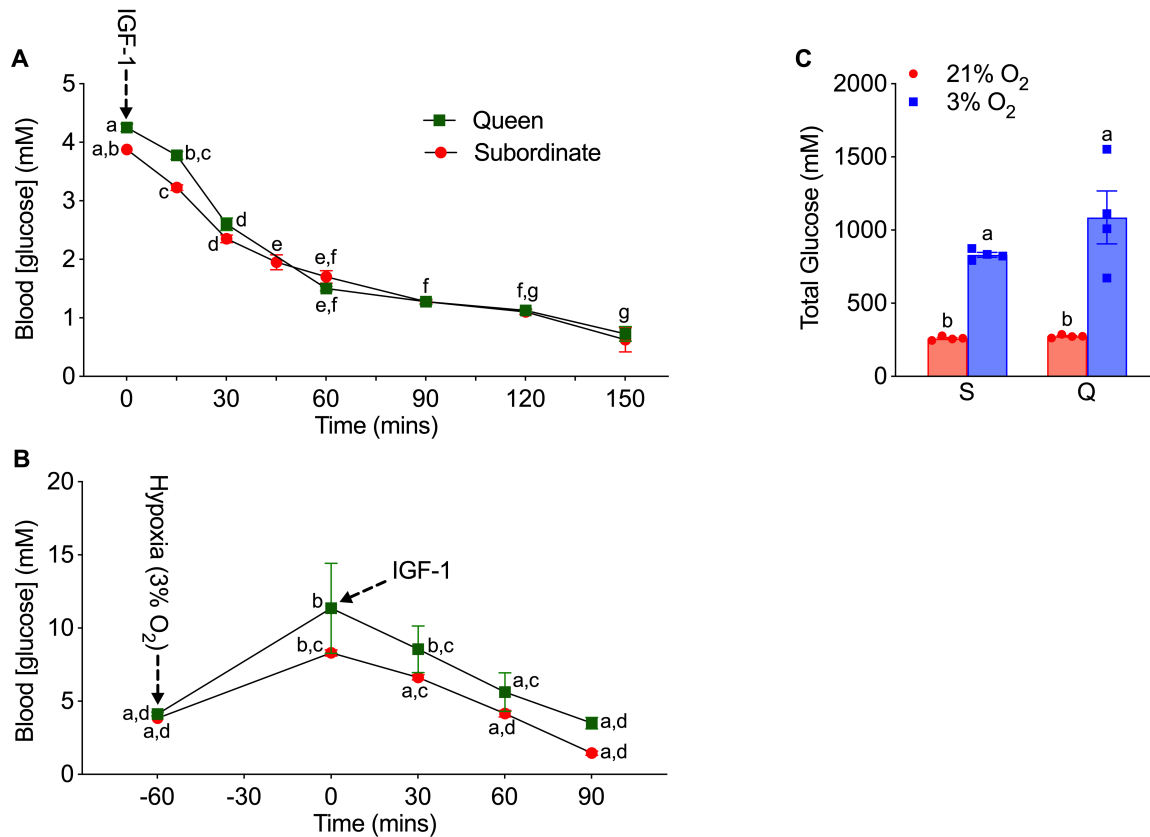 A
IGF-1
Blood [glucose] (mM)
5
4
3
2
1
0
Queen
Subordinate
a
a,b
b,c
c
d
d
e
e,f
e,f
f
f,g
g
0
30
60
90
120
150
Time (mins)
B
Blood [glucose] (mM)
20
15
10
5
0
Hypoxia (3% O2)
IGF-1
a,d
a,d
b
b,c
b,c
a,c
a,c
a,d
a,d
a,d
-60
-30
0
30
60
90
Time (mins)
C
21% O2
3% O2
Total Glucose (mM)
2000
1500
1000
500
0
b
a
b
a
S
Q